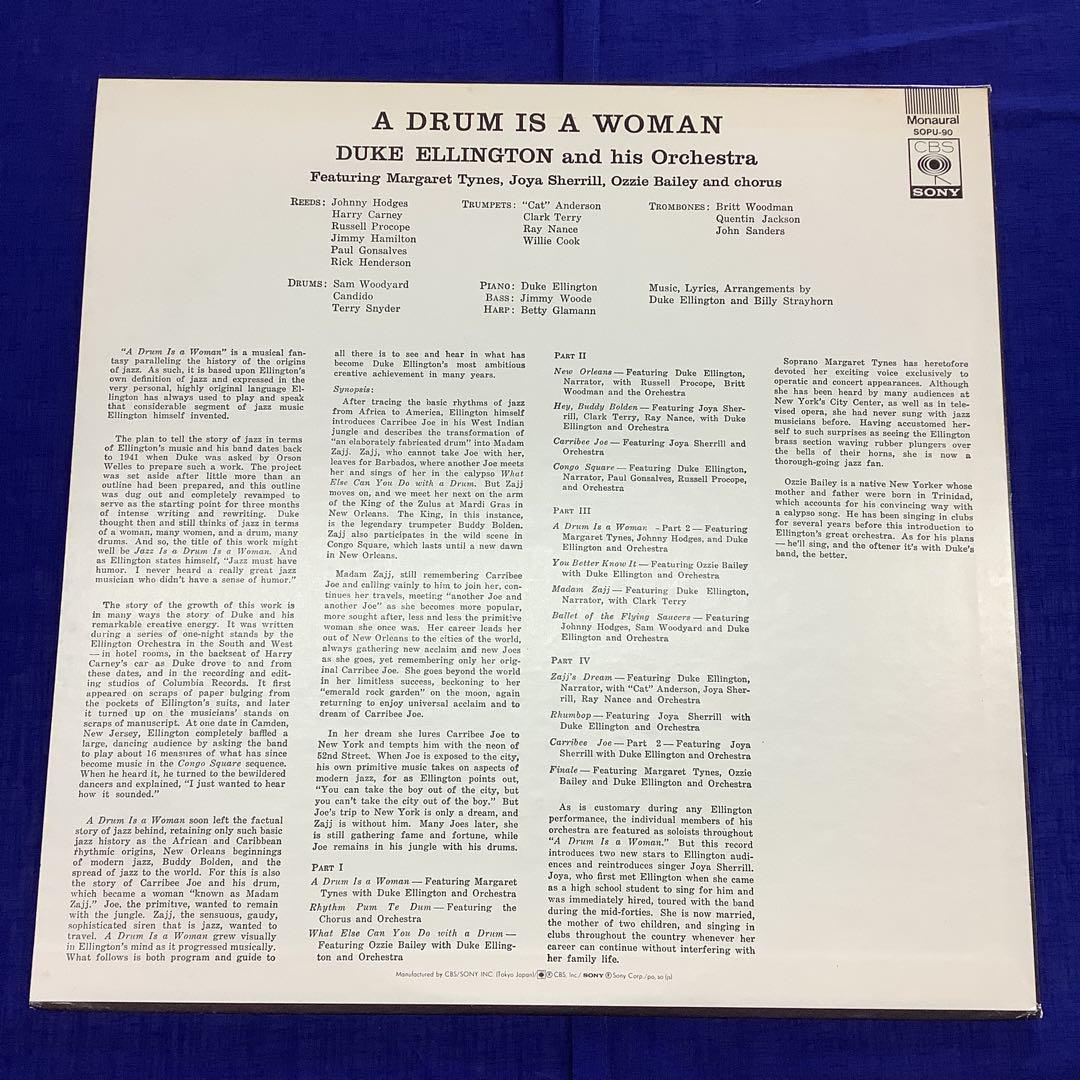 A DRUM IS A WOMAN
DUKE ELLINGTON and his Orchestra
Featuring Margaret Tynes, Joya Sherrill, Ozzie Bailey and chorus
Monaural
SOPU-90
CBS
SONY
REEDS: Johnny Hodges
Harry Carney
Russell Procope
Jimmy Hamilton
Paul Gonsalves
Rick Henderson
TRUMPETS: "Cat" Anderson
Clark Terry
Ray Nance
Willie Cook
TROMBONES: Britt Woodman
Quentin Jackson
John Sanders
DRUMS: Sam Woodyard
Candido
Terry Snyder
PIANO: Duke Ellington
BASS: Jimmy Woode
HARP: Betty Glamann
Music, Lyrics, Arrangements by
Duke Ellington and Billy Strayhorn
"A Drum Is a Woman" is a musical fan-
tasy paralleling the history of the origins
of jazz. As such, it is based upon Ellington's
own definition of jazz and expressed in the
very personal, highly original language El-
lington has always used to play and speak
that considerable segment of jazz music
Ellington himself invented.
The plan to tell the story of jazz in terms
of Ellington's music and his band dates back
to 1941 when Duke was asked by Orson
Welles to prepare such a work. The project
was set aside after little more than an
outline had been prepared, and this outline
was dug out and completely revamped to
serve as the starting point for three months
of intense writing and rewriting. Duke
thought then and still thinks of jazz in terms
of a woman, many women, and a drum, many
drums. And so, the title of this work might
well be Jazz Is a Drum Is a Woman. And
as Ellington states himself, "Jazz must have
humor. I never heard a really great jazz
musician who didn't have a sense of humor."
The story of the growth of this work is
in many ways the story of Duke and his
remarkable creative energy. It was written
during a series of one-night stands by the
Ellington Orchestra in the South and West
—in hotel rooms, in the backseat of Harry
Carney's car as Duke drove to and from
these dates, and in the recording and edit-
ing studios of Columbia Records. It first
appeared on scraps of paper bulging from
the pockets of Ellington's suits, and later
it turned up on the musicians' stands on
scraps of manuscript. At one date in Camden,
New Jersey, Ellington completely baffled a
large, dancing audience by asking the band
to play about 16 measures of what has since
become music in the Congo Square sequence.
When he heard it, he turned to the bewildered
dancers and explained, "I just wanted to hear
how it sounded."
A Drum Is a Woman soon left the factual
story of jazz behind, retaining only such basic
jazz history as the African and Caribbean
rhythmic origins, New Orleans beginnings
of modern jazz, Buddy Bolden, and the
spread of jazz to the world. For this is also
the story of Carribee Joe and his drum,
which became a woman "known as Madam
Zajj." Joe, the primitive, wanted to remain
with the jungle. Zajj, the sensuous, gaudy,
sophisticated siren that is jazz, wanted to
travel. A Drum Is a Woman grew visually
in Ellington's mind as it progressed musically.
What follows is both program and guide to
all there is to see and hear in what has
become Duke Ellington's most ambitious
creative achievement in many years.
Synopsis:
After tracing the basic rhythms of jazz
from Africa to America, Ellington himself
introduces Carribee Joe in his West Indian
jungle and describes the transformation of
"an elaborately fabricated drum" into Madam
Zajj. Zajj, who cannot take Joe with her,
leaves for Barbados, where another Joe meets
her and sings of her in the calypso What
Else Can You Do with a Drum. But Zajj
moves on, and we meet her next on the arm
of the King of the Zulus at Mardi Gras in
New Orleans. The King, in this instance,
is the legendary trumpeter Buddy Bolden.
Zajj also participates in the wild scene in
Congo Square, which lasts until a new dawn
in New Orleans.
Madam Zajj, still remembering Carribee
Joe and calling vainly to him to join her, con-
tinues her travels, meeting "another Joe and
another Joe" as she becomes more popular,
more sought after, less and less the primitive
woman she once was. Her career leads her
out of New Orleans to the cities of the world,
always gathering new acclaim and new Joes
as she goes, yet remembering only her orig-
inal Carribee Joe. She goes beyond the world
in her limitless success, beckoning to her
"emerald rock garden" on the moon, again
returning to enjoy universal acclaim and to
dream of Carribee Joe.
In her dream she lures Carribee Joe to
New York and tempts him with the neon of
52nd Street. When Joe is exposed to the city,
his own primitive music takes on aspects of
modern jazz, for as Ellington points out,
"You can take the boy out of the city, but
you can't take the city out of the boy." But
Joe's trip to New York is only a dream, and
Zajj is without him. Many Joes later, she
is still gathering fame and fortune, while
Joe remains in his jungle with his drums.
PART I
A Drum Is a Woman — Featuring Margaret
Tynes with Duke Ellington and Orchestra
Rhythm Pum Te Dum — Featuring the
Chorus and Orchestra
What Else Can You Do with a Drum —
Featuring Ozzie Bailey with Duke Elling-
ton and Orchestra
PART II
New Orleans — Featuring Duke Ellington,
Narrator, with Russell Procope, Britt
Woodman and the Orchestra
Hey, Buddy Bolden — Featuring Joya Sher-
rill, Clark Terry, Ray Nance, with Duke
Ellington and Orchestra
Carribee Joe — Featuring Joya Sherrill and
Orchestra
Congo Square — Featuring Duke Ellington,
Narrator, Paul Gonsalves, Russell Procope,
and Orchestra
PART III
A Drum Is a Woman - Part 2 — Featuring
Margaret Tynes, Johnny Hodges, and Duke
Ellington and Orchestra
You Better Know It — Featuring Ozzie Bailey
with Duke Ellington and Orchestra
Madam Zajj — Featuring Duke Ellington,
Narrator, with Clark Terry
Ballet of the Flying Saucers — Featuring
Johnny Hodges, Sam Woodyard and Duke
Ellington and Orchestra
PART IV
Zajj's Dream — Featuring Duke Ellington,
Narrator, with "Cat" Anderson, Joya Sher-
rill, Ray Nance and Orchestra
Rhumbop — Featuring Joya Sherrill with
Duke Ellington and Orchestra
Carribee Joe — Part 2 — Featuring Joya
Sherrill with Duke Ellington and Orchestra
Finale — Featuring Margaret Tynes, Ozzie
Bailey and Duke Ellington and Orchestra
As is customary during any Ellington
performance, the individual members of his
orchestra are featured as soloists throughout
"A Drum Is a Woman." But this record
introduces two new stars to Ellington audi-
ences and reintroduces singer Joya Sherrill.
Joya, who first met Ellington when she came
as a high school student to sing for him and
was immediately hired, toured with the band
during the mid-forties. She is now married,
the mother of two children, and singing in
clubs throughout the country whenever her
career can continue without interfering with
her family life.
Soprano Margaret Tynes has heretofore
devoted her exciting voice exclusively to
operatic and concert appearances. Although
she has been heard by many audiences at
New York's City Center, as well as in tele-
vised opera, she had never sung with jazz
musicians before. Having accustomed her-
self to such surprises as seeing the Ellington
brass section waving rubber plungers over
the bells of their horns, she is now a
thorough-going jazz fan.
Ozzie Bailey is a native New Yorker whose
mother and father were born in Trinidad,
which accounts for his convincing way with
a calypso song. He has been singing in clubs
for several years before this introduction to
Ellington's great orchestra. As for his plans
—he'll sing, and the oftener it's with Duke's
band, the better.
Manufactured by CBS/SONY INC. (Tokyo Japan)/ ℗ CBS, Inc./ SONY ℗ Sony Corp./po, so (js)